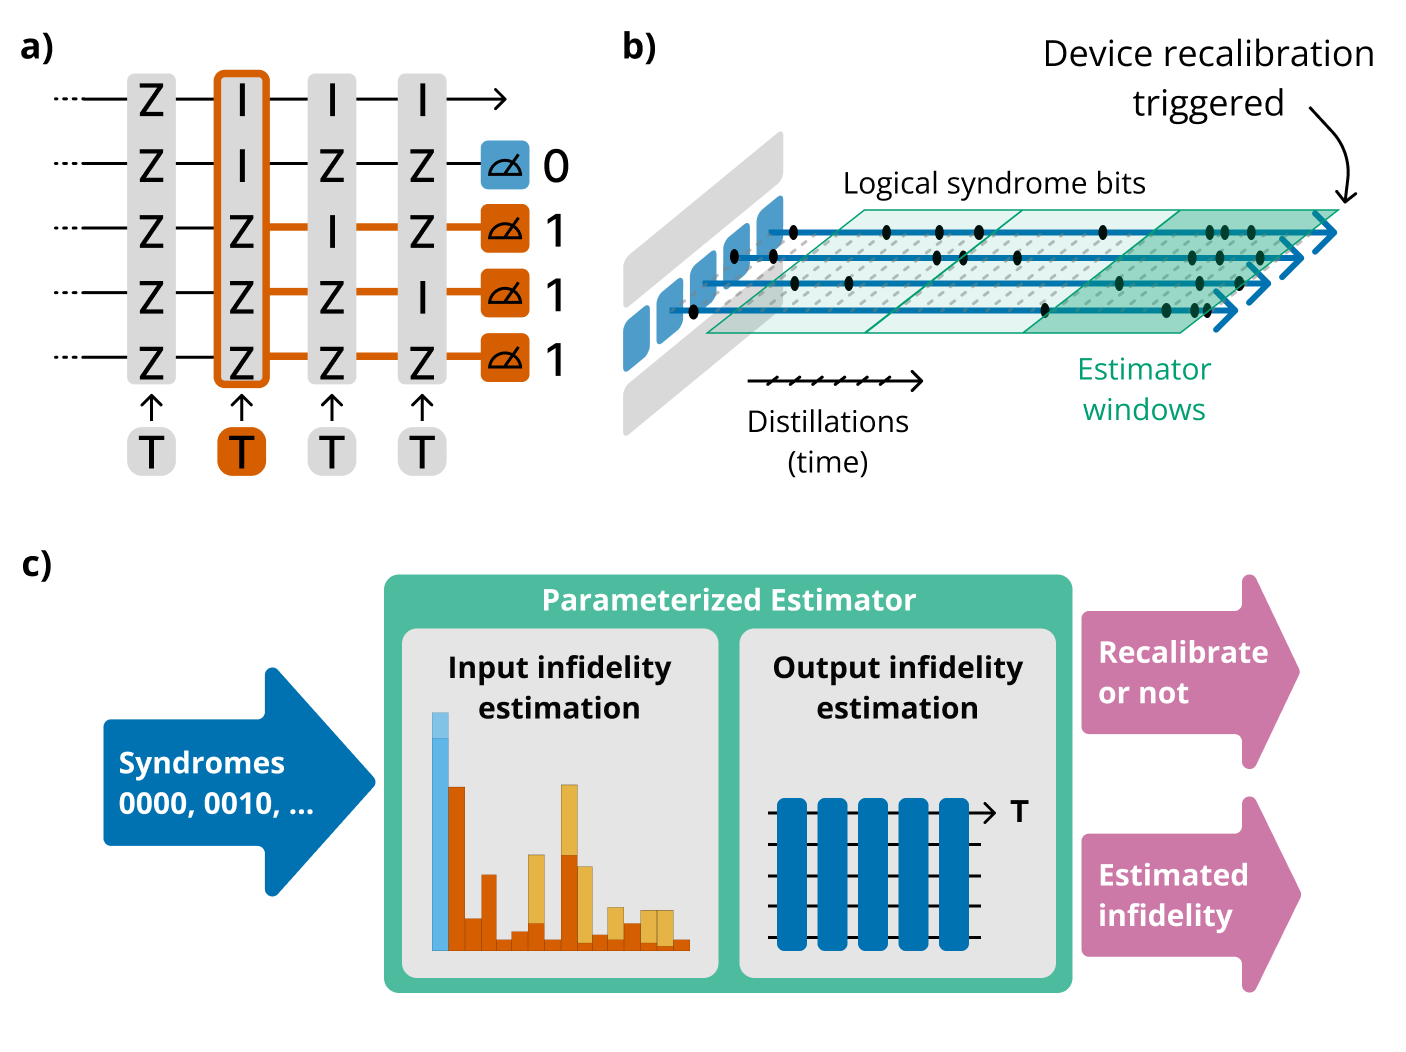 a)
Z I I I
Z I Z Z 0
Z Z I Z 1
Z Z Z I 1
Z Z Z Z 1
T T T T
b)
Device recalibration
triggered
Logical syndrome bits
Estimator
windows
Distillations
(time)
c)
Parameterized Estimator
Input infidelity
estimation
Output infidelity
estimation
T
Syndromes
0000, 0010, ...
Recalibrate
or not
Estimated
infidelity